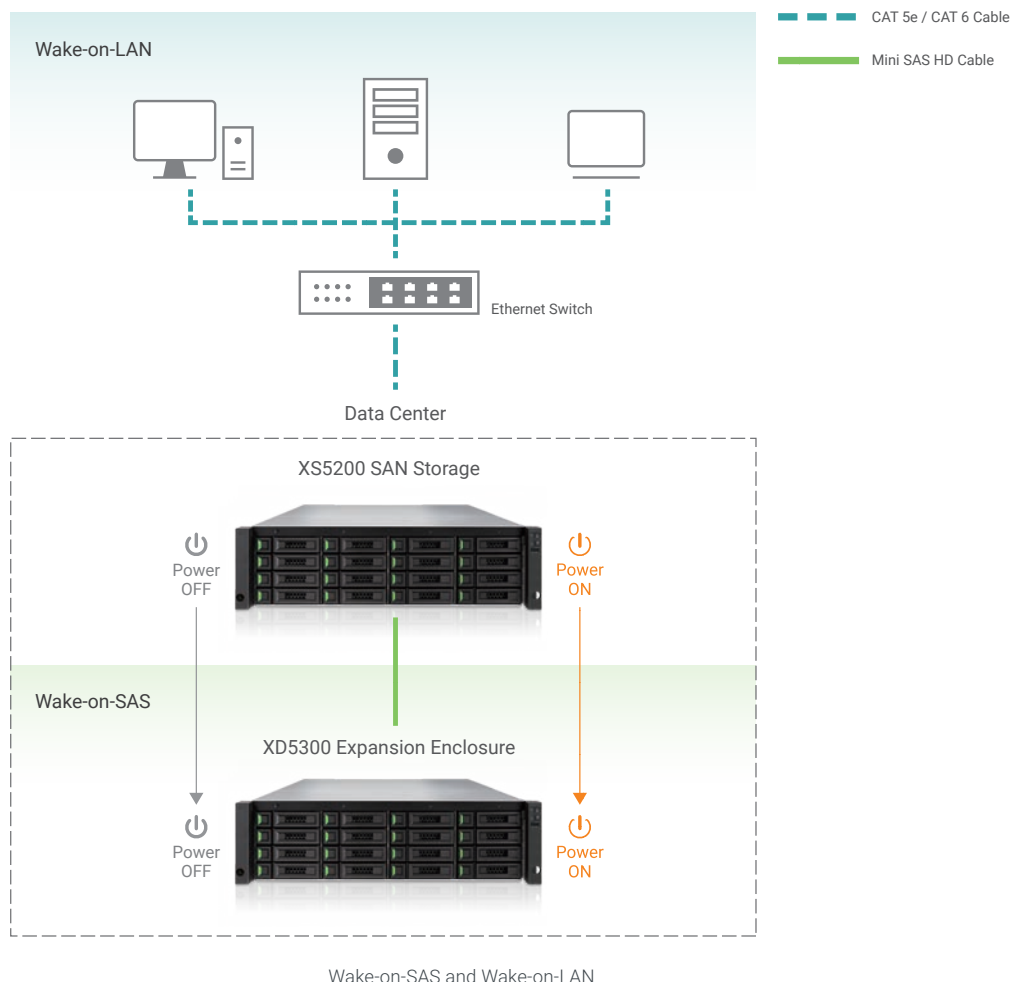 CAT 5e / CAT 6 Cable
Wake-on-LAN
Mini SAS HD Cable
Ethernet Switch
Data Center
XS5200 SAN Storage
Power
OFF
Power
ON
Wake-on-SAS
XD5300 Expansion Enclosure
Power
OFF
Power
ON
Wake-on-SAS and Wake-on-LAN